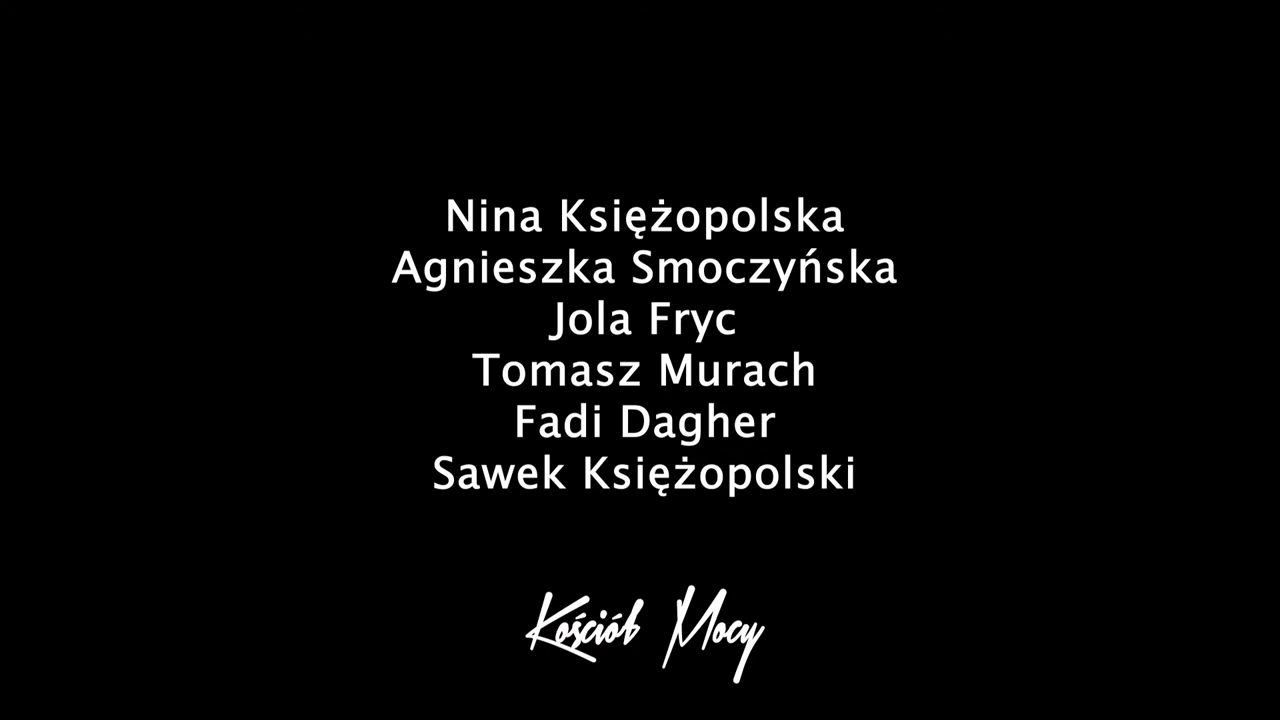 Nina Księżopolska
Agnieszka Smoczyńska
Jola Fryc
Tomasz Murach
Fadi Dagher
Sawek Księżopolski
Kościół Mocy